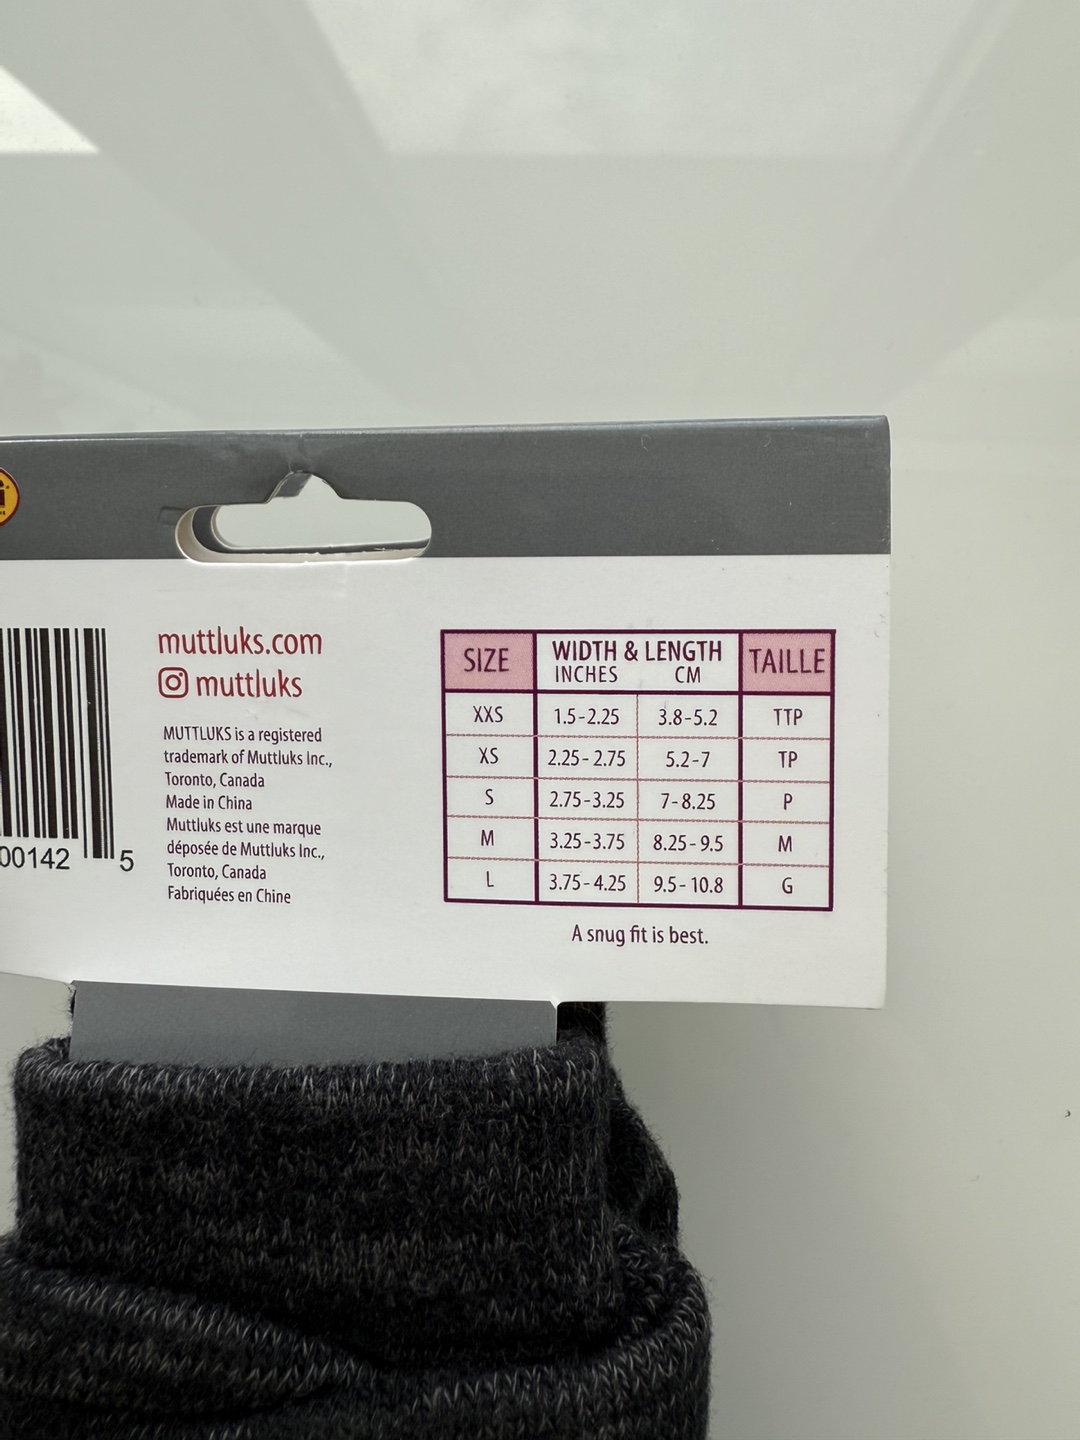 muttluks.com
muttluks
MUTTLUKS is a registered
trademark of Muttluks Inc.,
Toronto, Canada
Made in China
Muttluks est une marque
déposée de Muttluks Inc.,
Toronto, Canada
Fabriquées en Chine
00142 5
SIZE WIDTH & LENGTH TAILLE
INCHES CM
XXS 1.5-2.25 3.8-5.2 TTP
XS 2.25-2.75 5.2-7 TP
S 2.75-3.25 7-8.25 P
M 3.25-3.75 8.25-9.5 M
L 3.75-4.25 9.5-10.8 G
A snug fit is best.